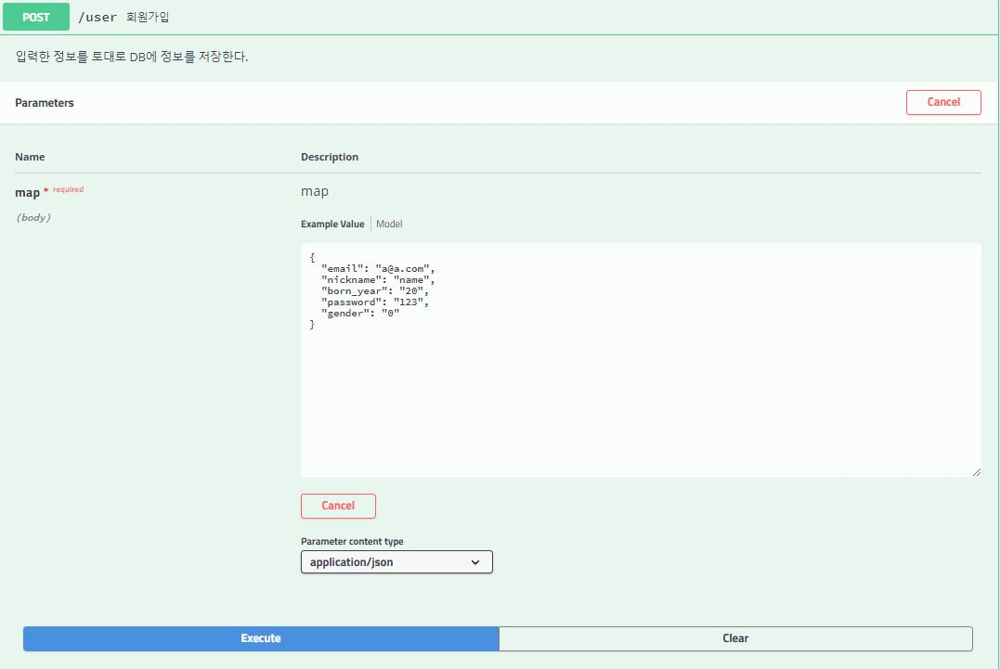 POST /user 회원가입
입력한 정보를 토대로 DB에 정보를 저장한다.
Parameters Cancel
Name Description
map * required map
(body)
Example Value Model
{
"email": "a@a.com",
"nickname": "name",
"born_year": "20",
"password": "123",
"gender": "0"
}
Cancel
Parameter content type
application/json
Execute Clear